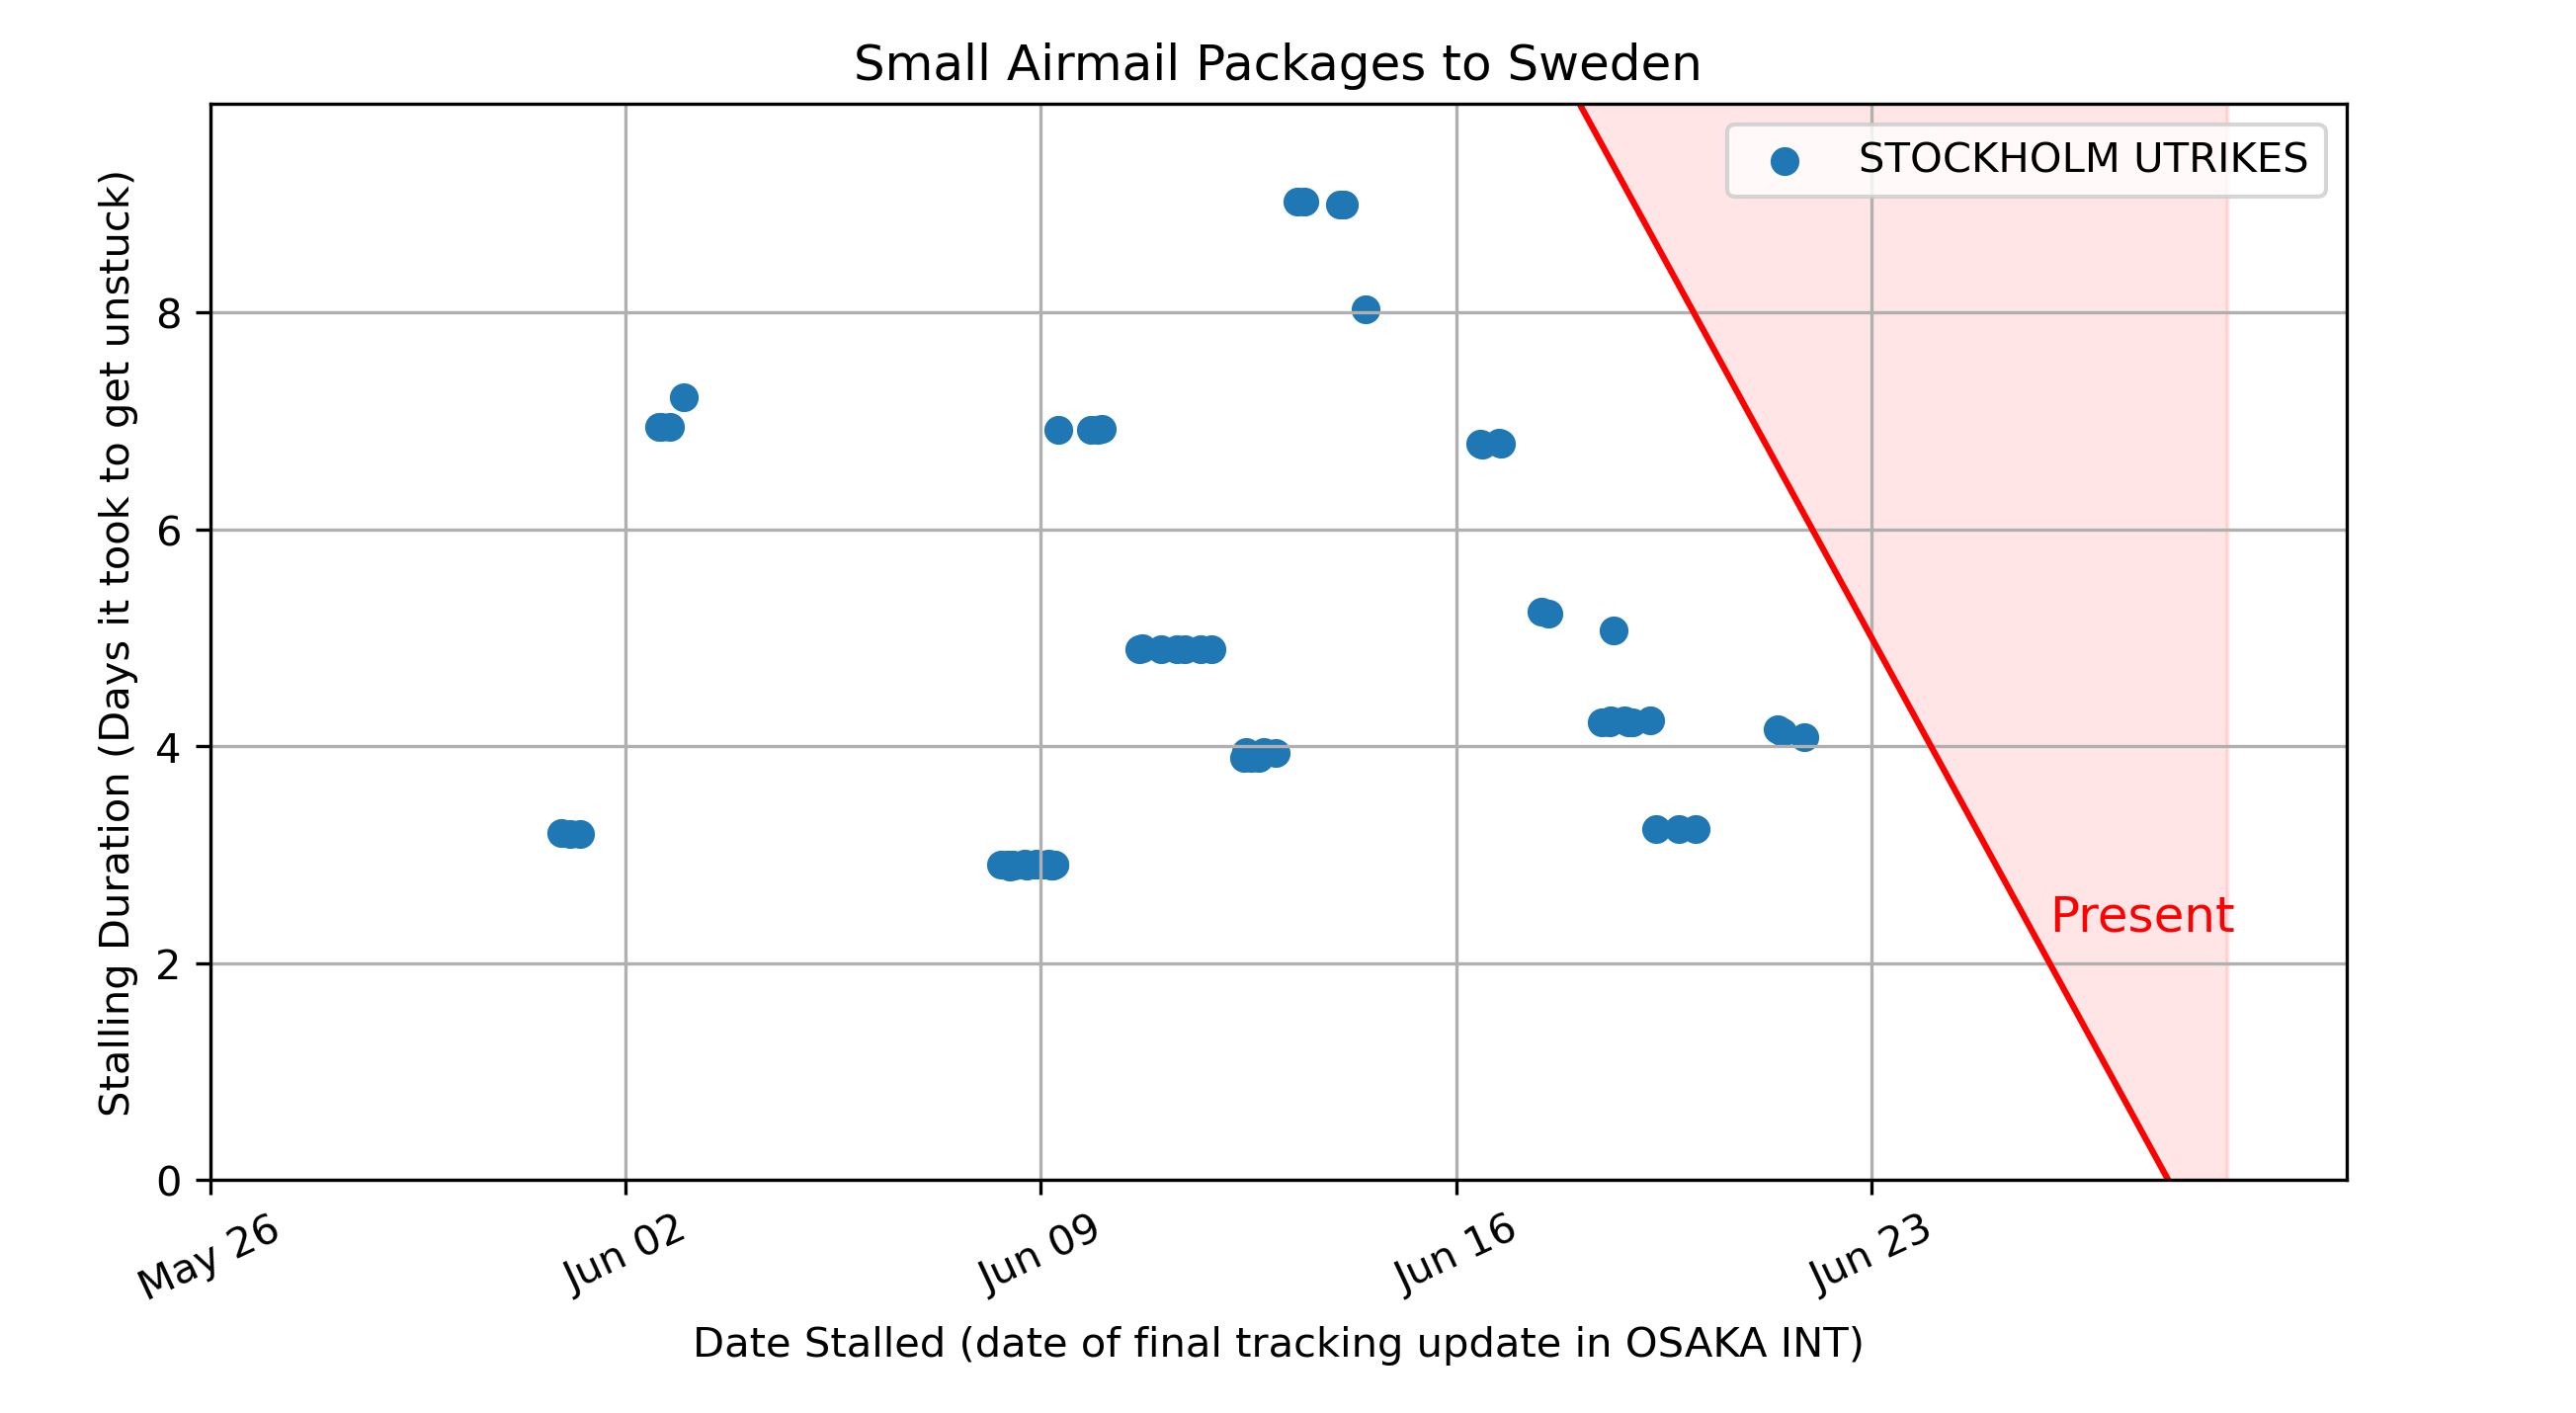 Small Airmail Packages to Sweden
STOCKHOLM UTRIKES
Stalling Duration (Days it took to get unstuck)
8
6
4
2
0
Present
May 26
Jun 02
Jun 09
Jun 16
Jun 23
Date Stalled (date of final tracking update in OSAKA INT)